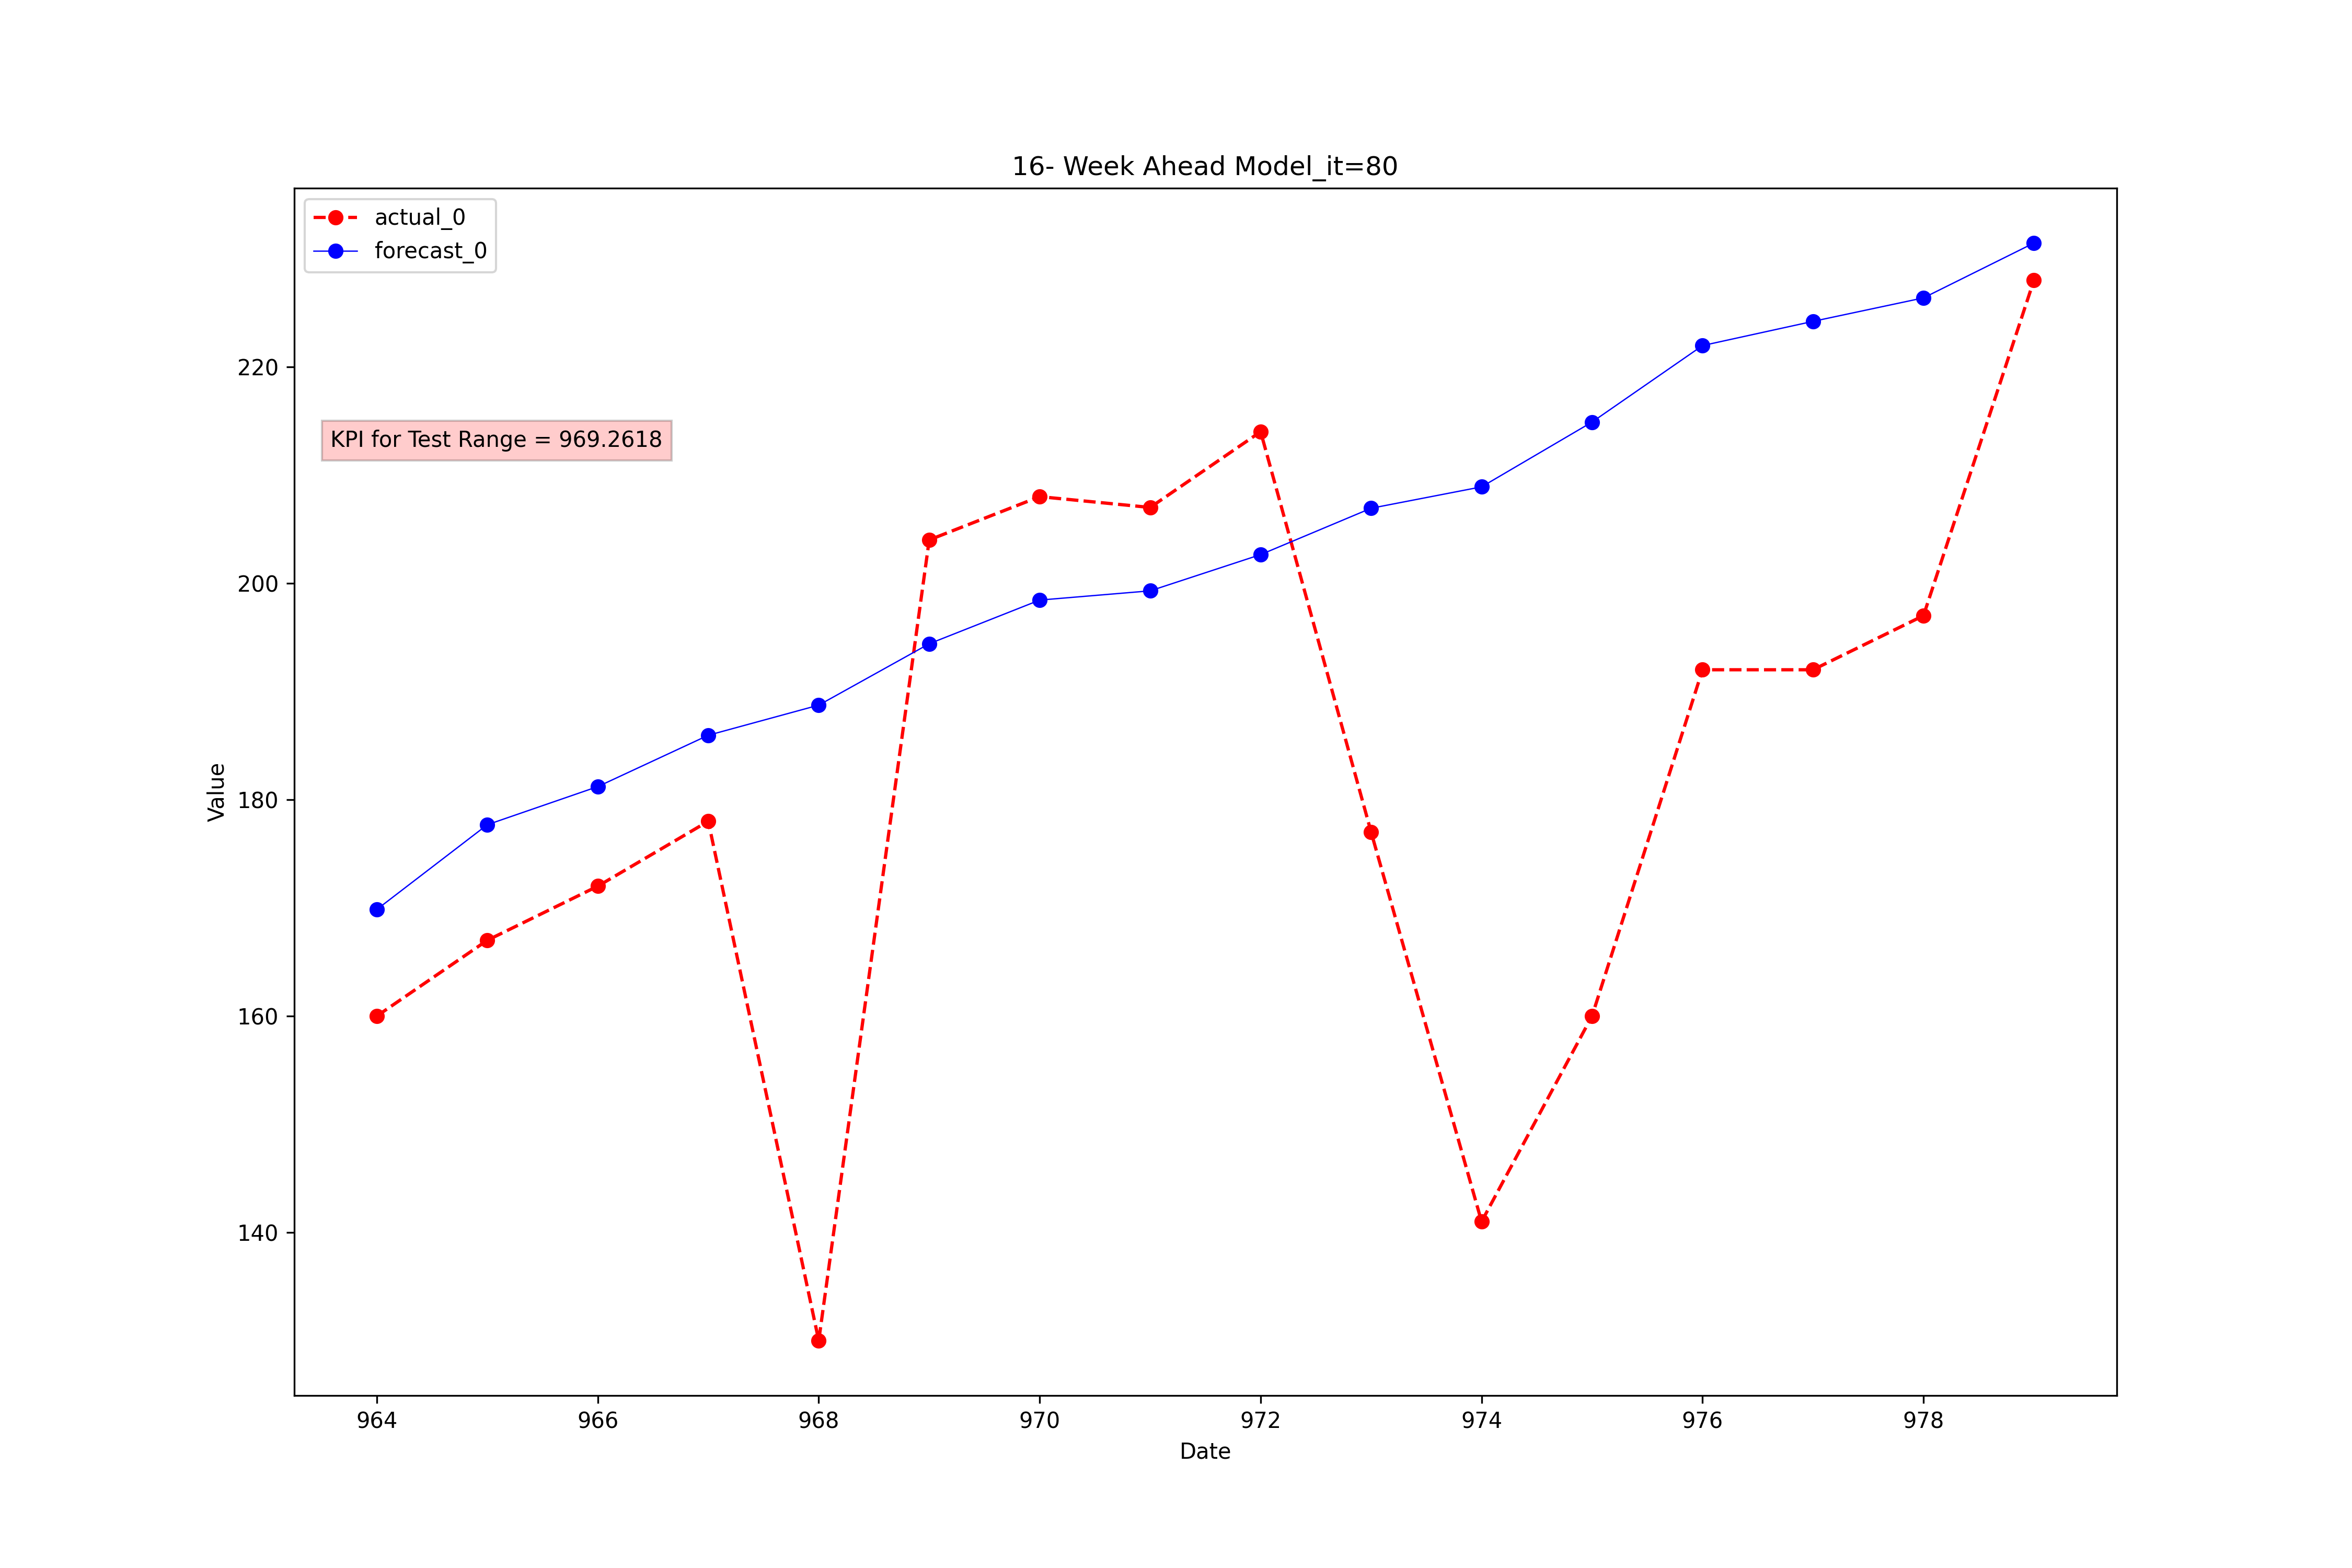 16- Week Ahead Model_it=80
actual_0
forecast_0
KPI for Test Range = 969.2618
220
200
180
160
140
Value
964 966 968 970 972 974 976 978
Date